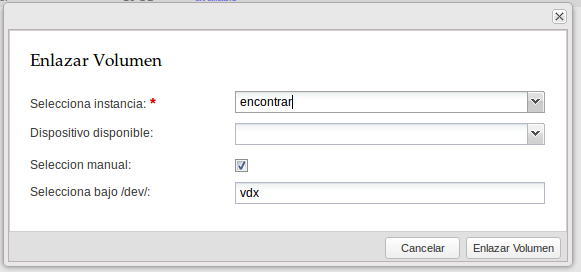 Enlazar Volumen
Selecciona instancia: * encontrar
Dispositivo disponible:
Seleccion manual:
Selecciona bajo /dev/: vdx
Cancelar Enlazar Volumen